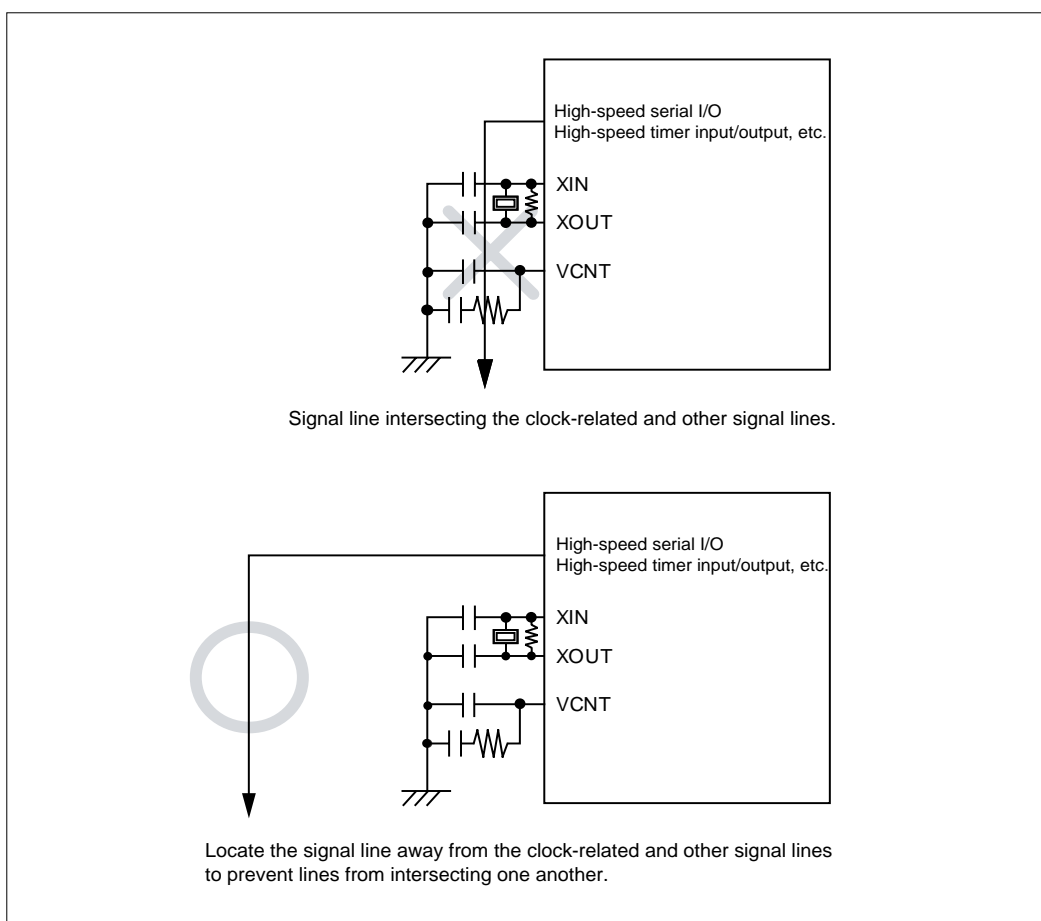 High-speed serial I/O
High-speed timer input/output, etc.
XIN
XOUT
VCNT
Signal line intersecting the clock-related and other signal lines.
High-speed serial I/O
High-speed timer input/output, etc.
XIN
XOUT
VCNT
Locate the signal line away from the clock-related and other signal lines
to prevent lines from intersecting one another.